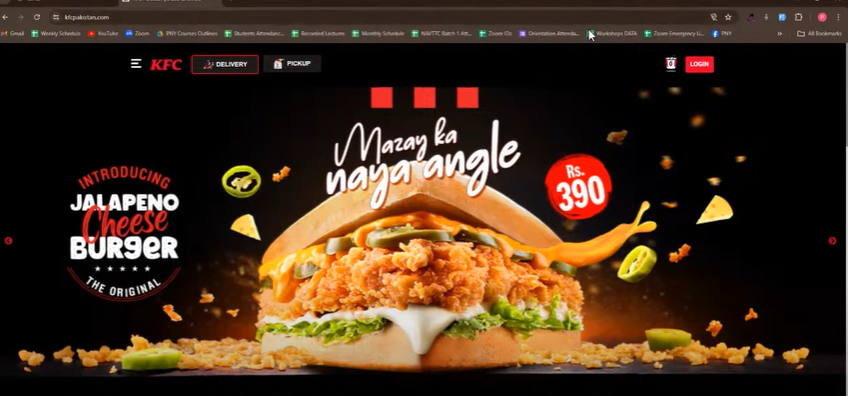 kfcpakistan.com
Gmail
Weekly Schedule
YouTube
Zoom
PNY Courses Outlines
Students Attendanc...
Recorded Lectures
Monthly Schedule
NAVTTC Batch 1 Att...
Zoom IDs
Orientation Attenda...
Workshops DATA
Zoom Emergency Li...
PNY
»
All Bookmarks
KFC
DELIVERY
PICKUP
0
LOGIN
Mazay ka
naya angle
Rs.
390
INTRODUCING
JALAPENO
Cheese
BURGER
THE ORIGINAL